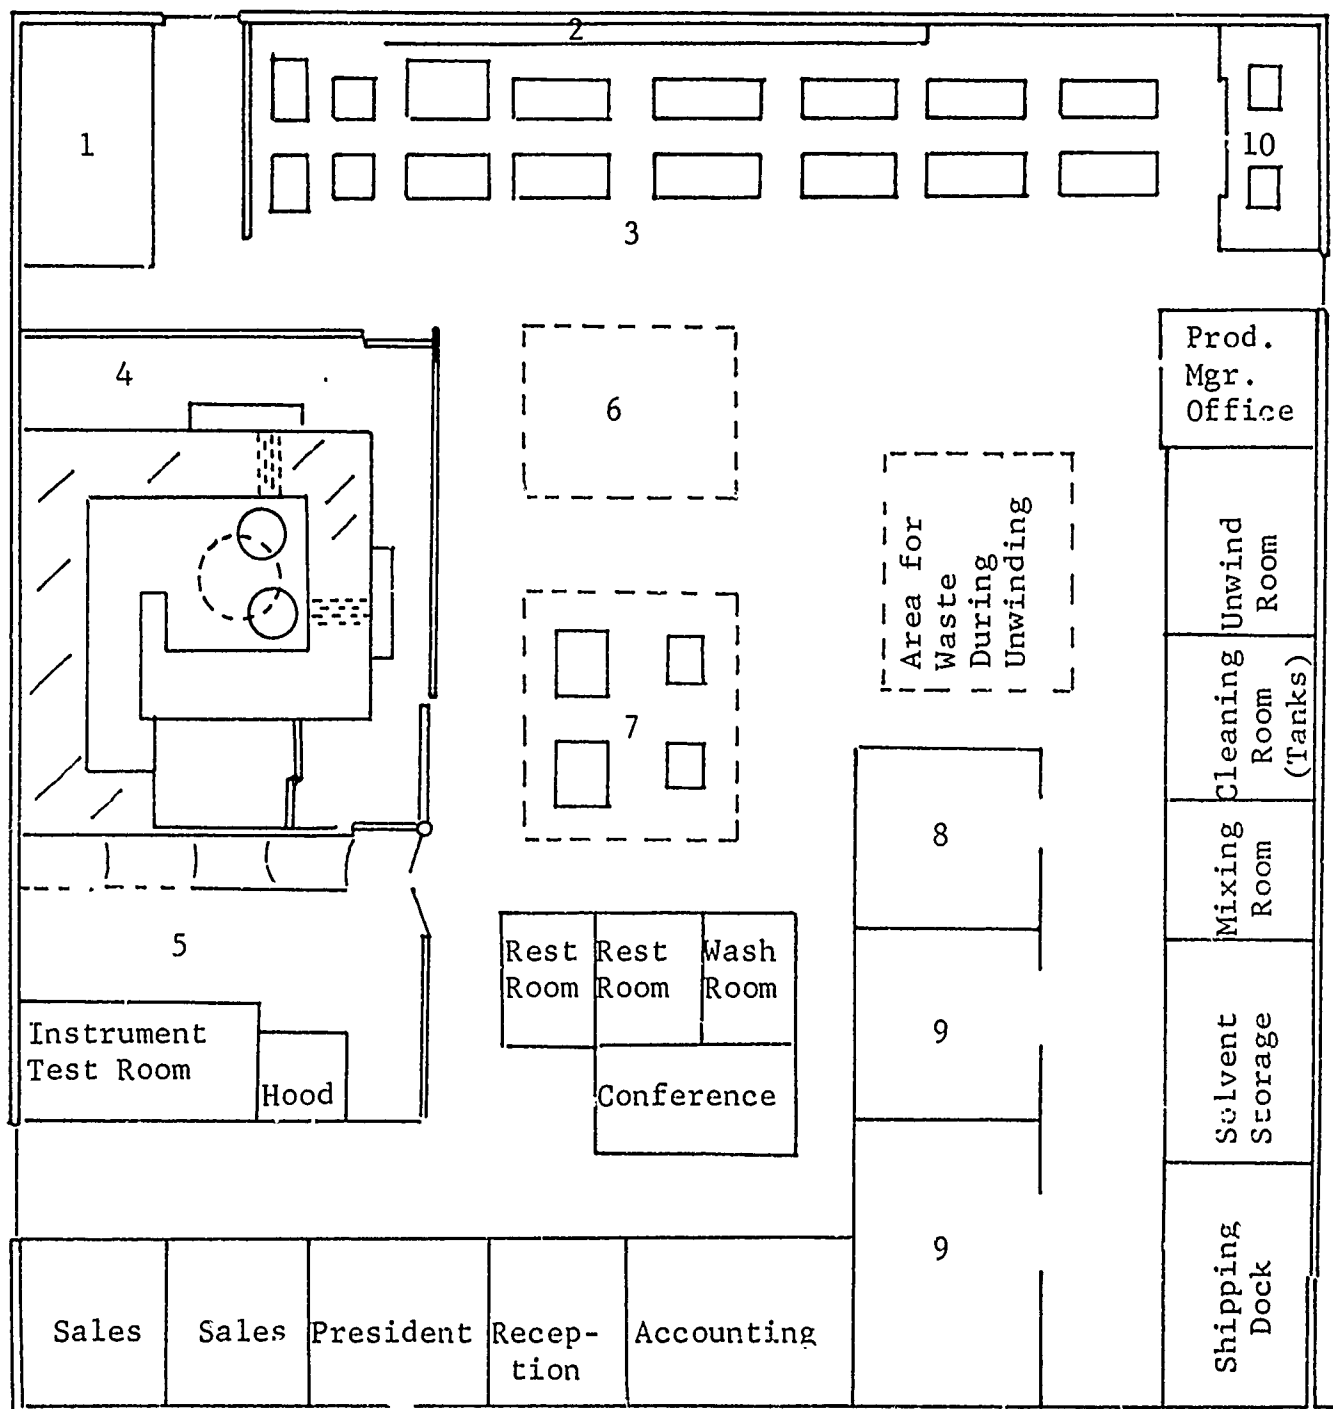 2
1
10
3
4
Prod.
Mgr.
Office
6
Area for
Waste
During
Unwinding
Unwind
Room
7
Cleaning
Room
(Tanks)
8
Mixing
Room
5
Rest
Room
Rest
Room
Wash
Room
Instrument
Test Room
Hood
Conference
9
Solvent
Storage
9
Shipping
Dock
Sales
Sales
President
Recep-
tion
Accounting